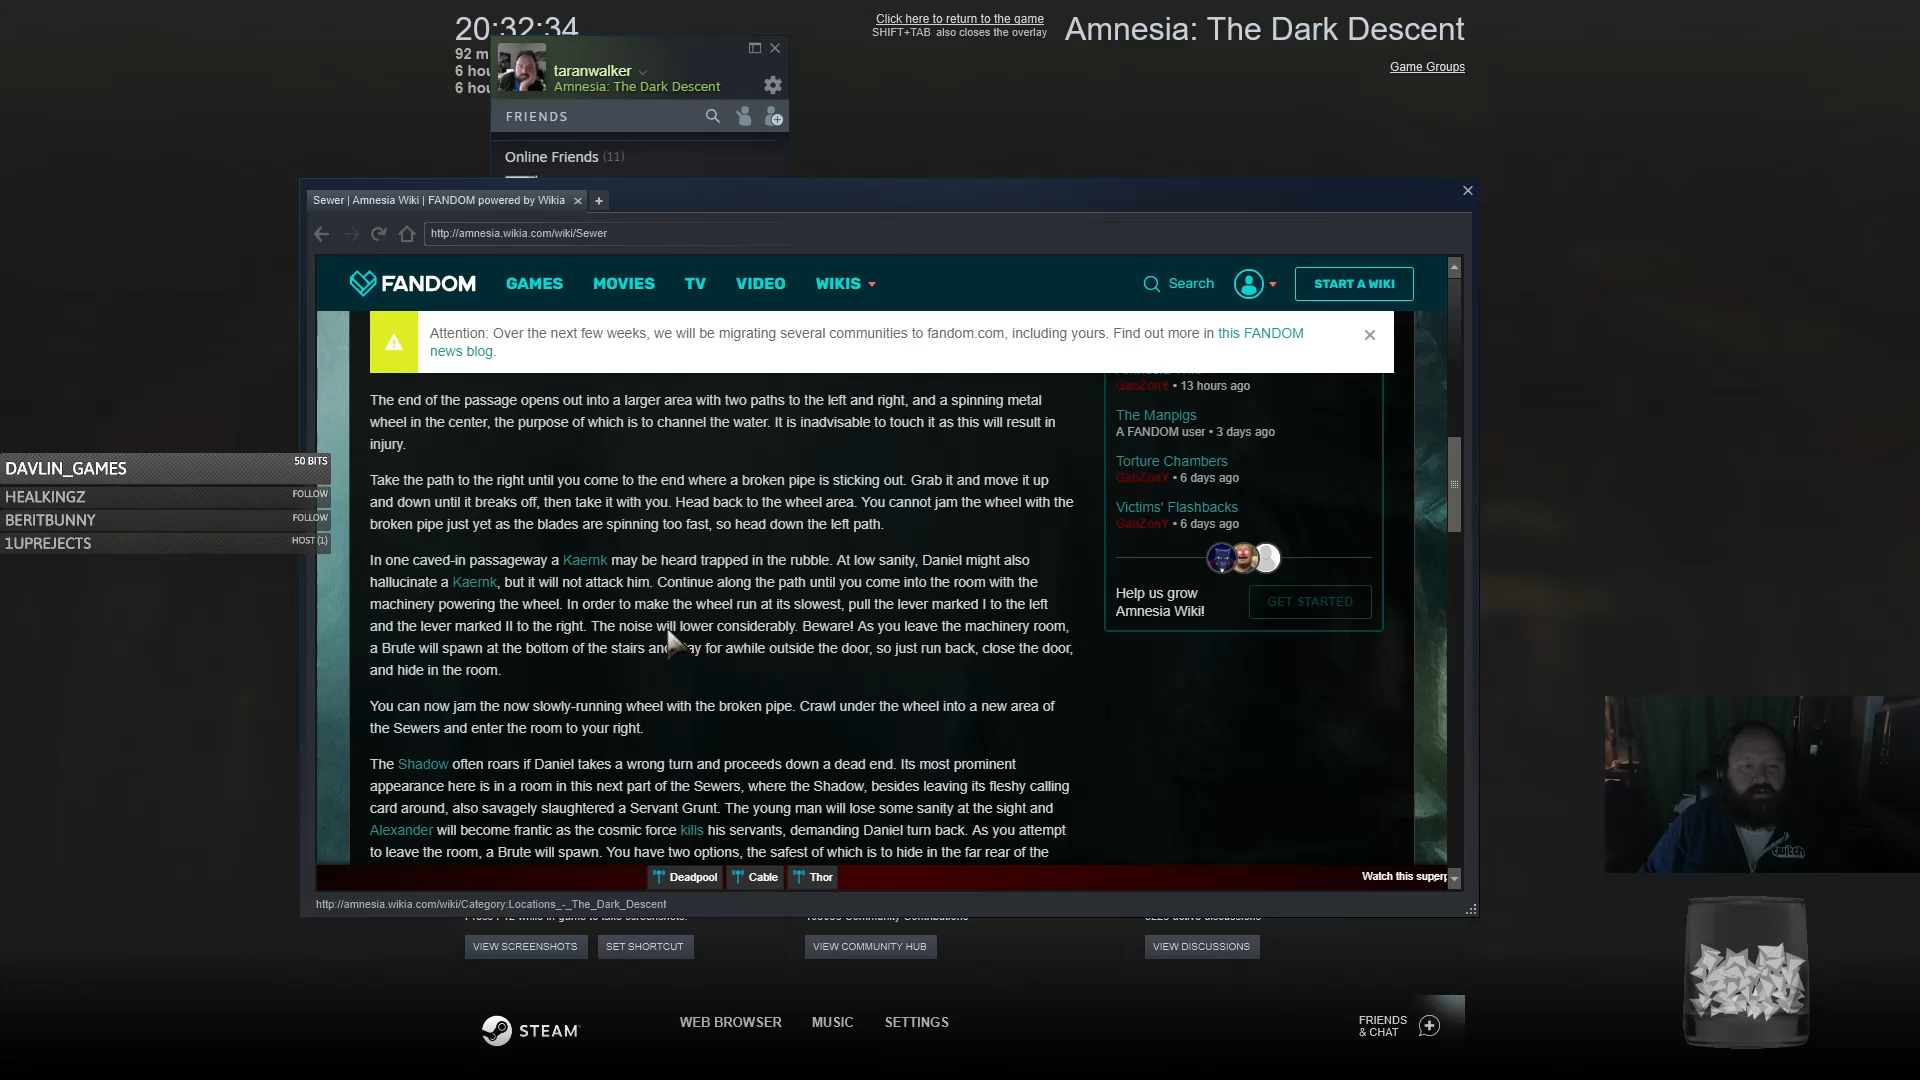 20:32:34
Click here to return to the game
SHIFT+TAB also closes the overlay
Amnesia: The Dark Descent
Game Groups
92 m
6 hou
6 hou
taranwalker
Amnesia: The Dark Descent
FRIENDS
Online Friends (11)
Sewer | Amnesia Wiki | FANDOM powered by Wikia
http://amnesia.wikia.com/wiki/Sewer
FANDOM GAMES MOVIES TV VIDEO WIKIS Search START A WIKI
Attention: Over the next few weeks, we will be migrating several communities to fandom.com, including yours. Find out more in this FANDOM
news blog.
The end of the passage opens out into a larger area with two paths to the left and right, and a spinning metal
wheel in the center, the purpose of which is to channel the water. It is inadvisable to touch it as this will result in
injury.
Take the path to the right until you come to the end where a broken pipe is sticking out. Grab it and move it up
and down until it breaks off, then take it with you. Head back to the wheel area. You cannot jam the wheel with the
broken pipe just yet as the blades are spinning too fast, so head down the left path.
In one caved-in passageway a Kaernk may be heard trapped in the rubble. At low sanity, Daniel might also
hallucinate a Kaernk, but it will not attack him. Continue along the path until you come into the room with the
machinery powering the wheel. In order to make the wheel run at its slowest, pull the lever marked I to the left
and the lever marked II to the right. The noise will lower considerably. Beware! As you leave the machinery room,
a Brute will spawn at the bottom of the stairs and for awhile outside the door, so just run back, close the door,
and hide in the room.
You can now jam the now slowly-running wheel with the broken pipe. Crawl under the wheel into a new area of
the Sewers and enter the room to your right.
The Shadow often roars if Daniel takes a wrong turn and proceeds down a dead end. Its most prominent
appearance here is in a room in this next part of the Sewers, where the Shadow, besides leaving its fleshy calling
card around, also savagely slaughtered a Servant Grunt. The young man will lose some sanity at the sight and
Alexander will become frantic as the cosmic force kills his servants, demanding Daniel turn back. As you attempt
to leave the room, a Brute will spawn. You have two options, the safest of which is to hide in the far rear of the
GabZonY • 13 hours ago
The Manpigs
A FANDOM user • 3 days ago
Torture Chambers
GabZonY • 6 days ago
Victims' Flashbacks
GabZonY • 6 days ago
Help us grow
Amnesia Wiki!
GET STARTED
Deadpool Cable Thor
Watch this superp
http://amnesia.wikia.com/wiki/Category:Locations_-_The_Dark_Descent
DAVLIN_GAMES 50 BITS
HEALKINGZ FOLLOW
BERITBUNNY FOLLOW
1UPREJECTS HOST (1)
VIEW SCREENSHOTS SET SHORTCUT VIEW COMMUNITY HUB VIEW DISCUSSIONS
STEAM WEB BROWSER MUSIC SETTINGS
FRIENDS
& CHAT
twitch